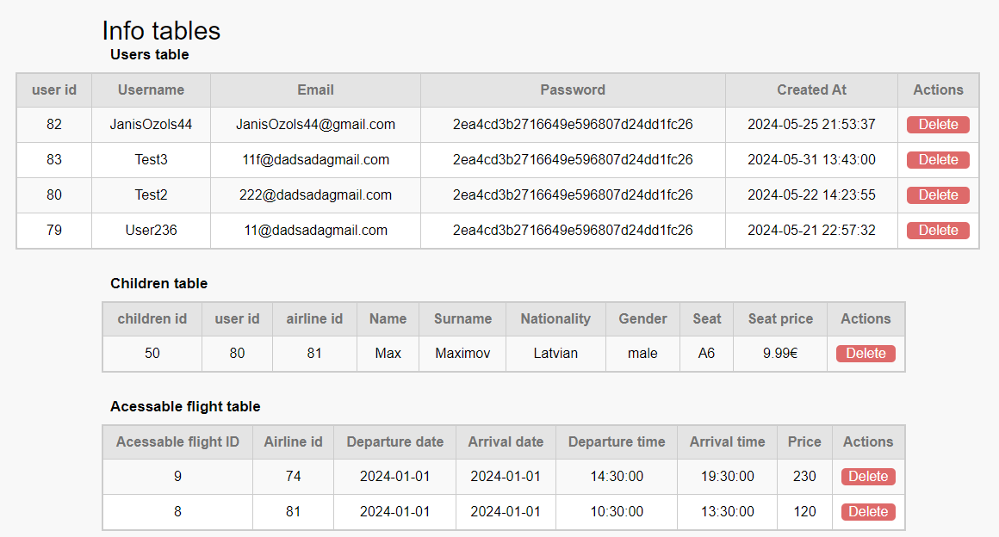 Info tables
Users table
user id Username Email Password Created At Actions
82 JanisOzols44 JanisOzols44@gmail.com 2ea4cd3b2716649e596807d24dd1fc26 2024-05-25 21:53:37 Delete
83 Test3 11f@dadsadagmail.com 2ea4cd3b2716649e596807d24dd1fc26 2024-05-31 13:43:00 Delete
80 Test2 222@dadsadagmail.com 2ea4cd3b2716649e596807d24dd1fc26 2024-05-22 14:23:55 Delete
79 User236 11@dadsadagmail.com 2ea4cd3b2716649e596807d24dd1fc26 2024-05-21 22:57:32 Delete
Children table
children id user id airline id Name Surname Nationality Gender Seat Seat price Actions
50 80 81 Max Maximov Latvian male A6 9.99€ Delete
Acessable flight table
Acessable flight ID Airline id Departure date Arrival date Departure time Arrival time Price Actions
9 74 2024-01-01 2024-01-01 14:30:00 19:30:00 230 Delete
8 81 2024-01-01 2024-01-01 10:30:00 13:30:00 120 Delete